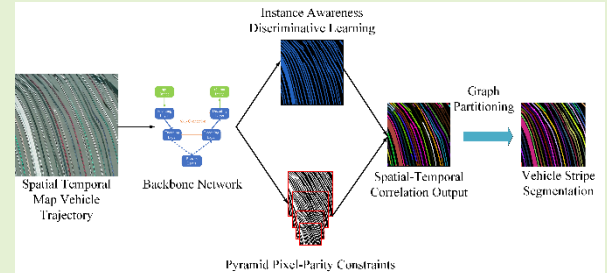 Instance Awareness
Discriminative Learning
Graph
Partitioning
Spatial Temporal
Map Vehicle
Trajectory
Backbone Network
Spatial-Temporal
Correlation Output
Vehicle Stripe
Segmentation
Pyramid Pixel-Parity Constraints